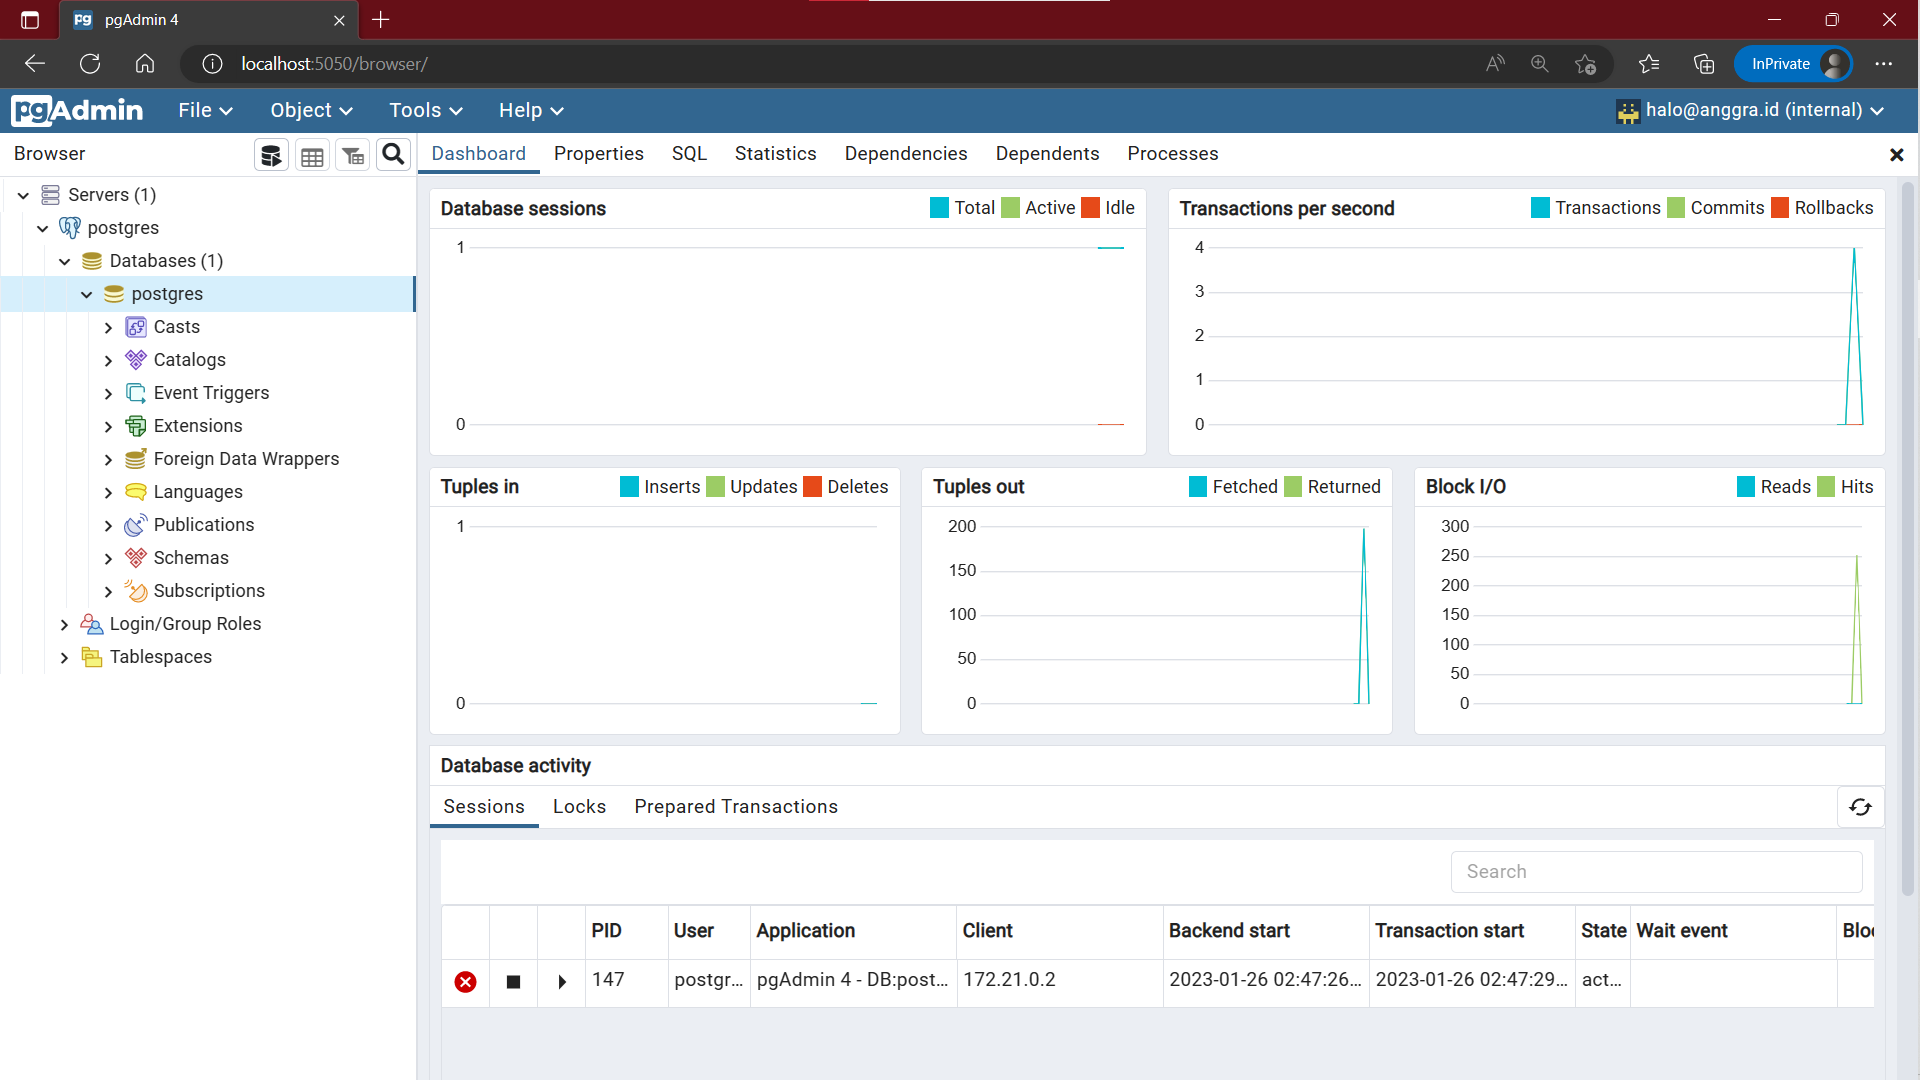 pgAdmin 4
localhost:5050/browser/
InPrivate
pgAdmin File Object Tools Help halo@anggra.id (internal)
Browser
Dashboard Properties SQL Statistics Dependencies Dependents Processes
Servers (1)
postgres
Databases (1)
postgres
Casts
Catalogs
Event Triggers
Extensions
Foreign Data Wrappers
Languages
Publications
Schemas
Subscriptions
Login/Group Roles
Tablespaces
Database sessions Total Active Idle
1
0
Transactions per second Transactions Commits Rollbacks
4
3
2
1
0
Tuples in Inserts Updates Deletes
1
0
Tuples out Fetched Returned
200
150
100
50
0
Block I/O Reads Hits
300
250
200
150
100
50
0
Database activity
Sessions Locks Prepared Transactions
Search
PID User Application Client Backend start Transaction start State Wait event Bloc
147 postgr... pgAdmin 4 - DB:post... 172.21.0.2 2023-01-26 02:47:26... 2023-01-26 02:47:29... act...